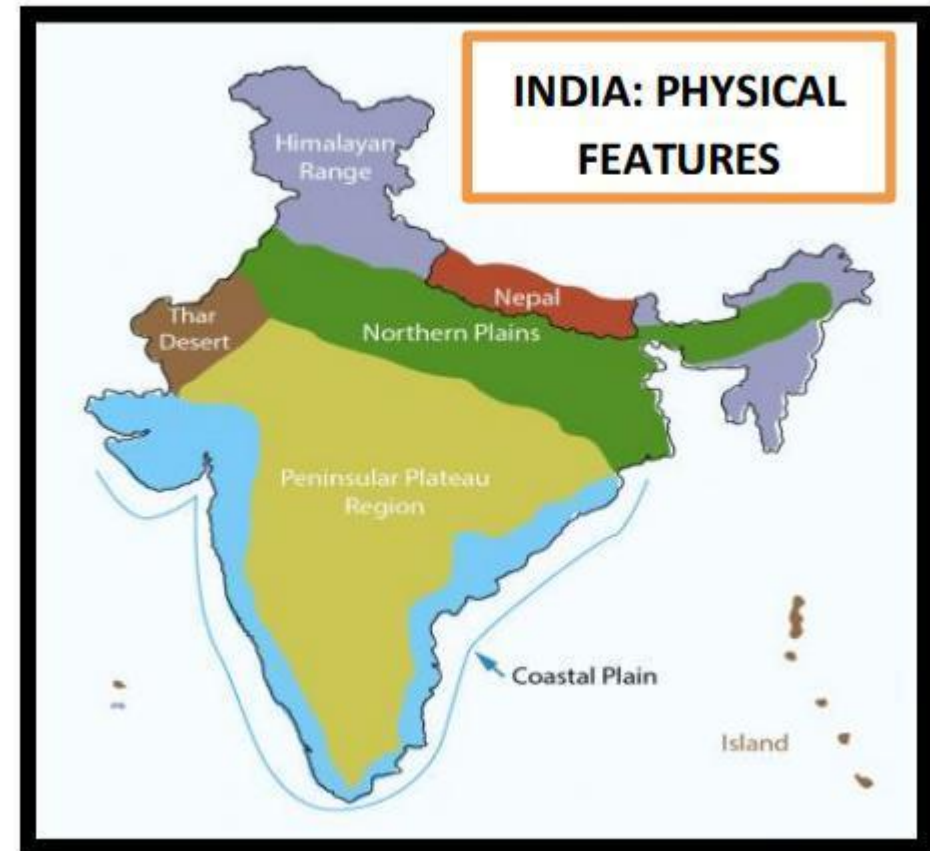 INDIA: PHYSICAL
FEATURES
Himalayan
Range
Nepal
Thar
Desert
Northern Plains
Peninsular Plateau
Region
Coastal Plain
Island